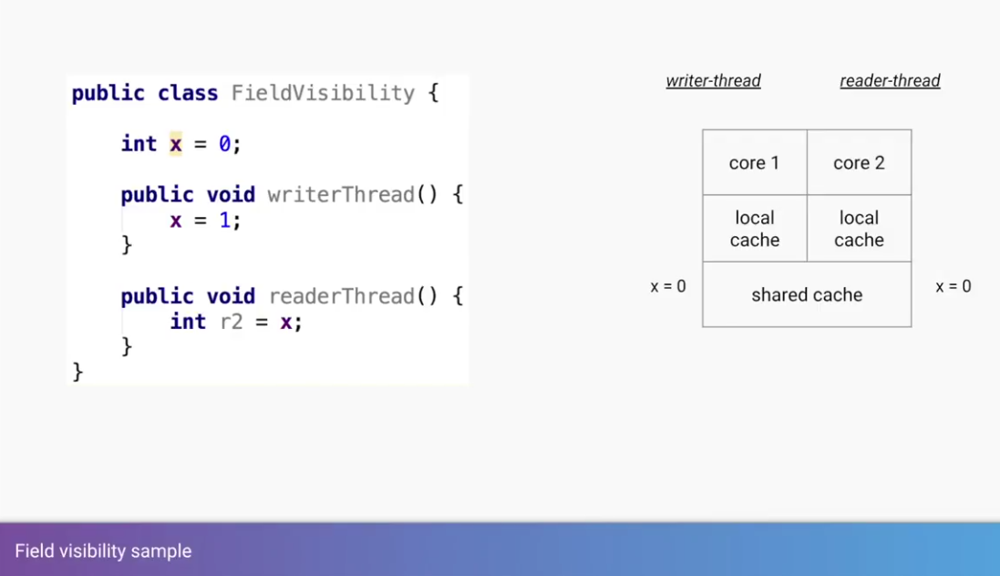 public class FieldVisibility {
int x = 0;
public void writerThread() {
x = 1;
}
public void readerThread() {
int r2 = x;
}
}
writer-thread
reader-thread
core 1
core 2
local
cache
local
cache
x = 0
shared cache
x = 0
Field visibility sample